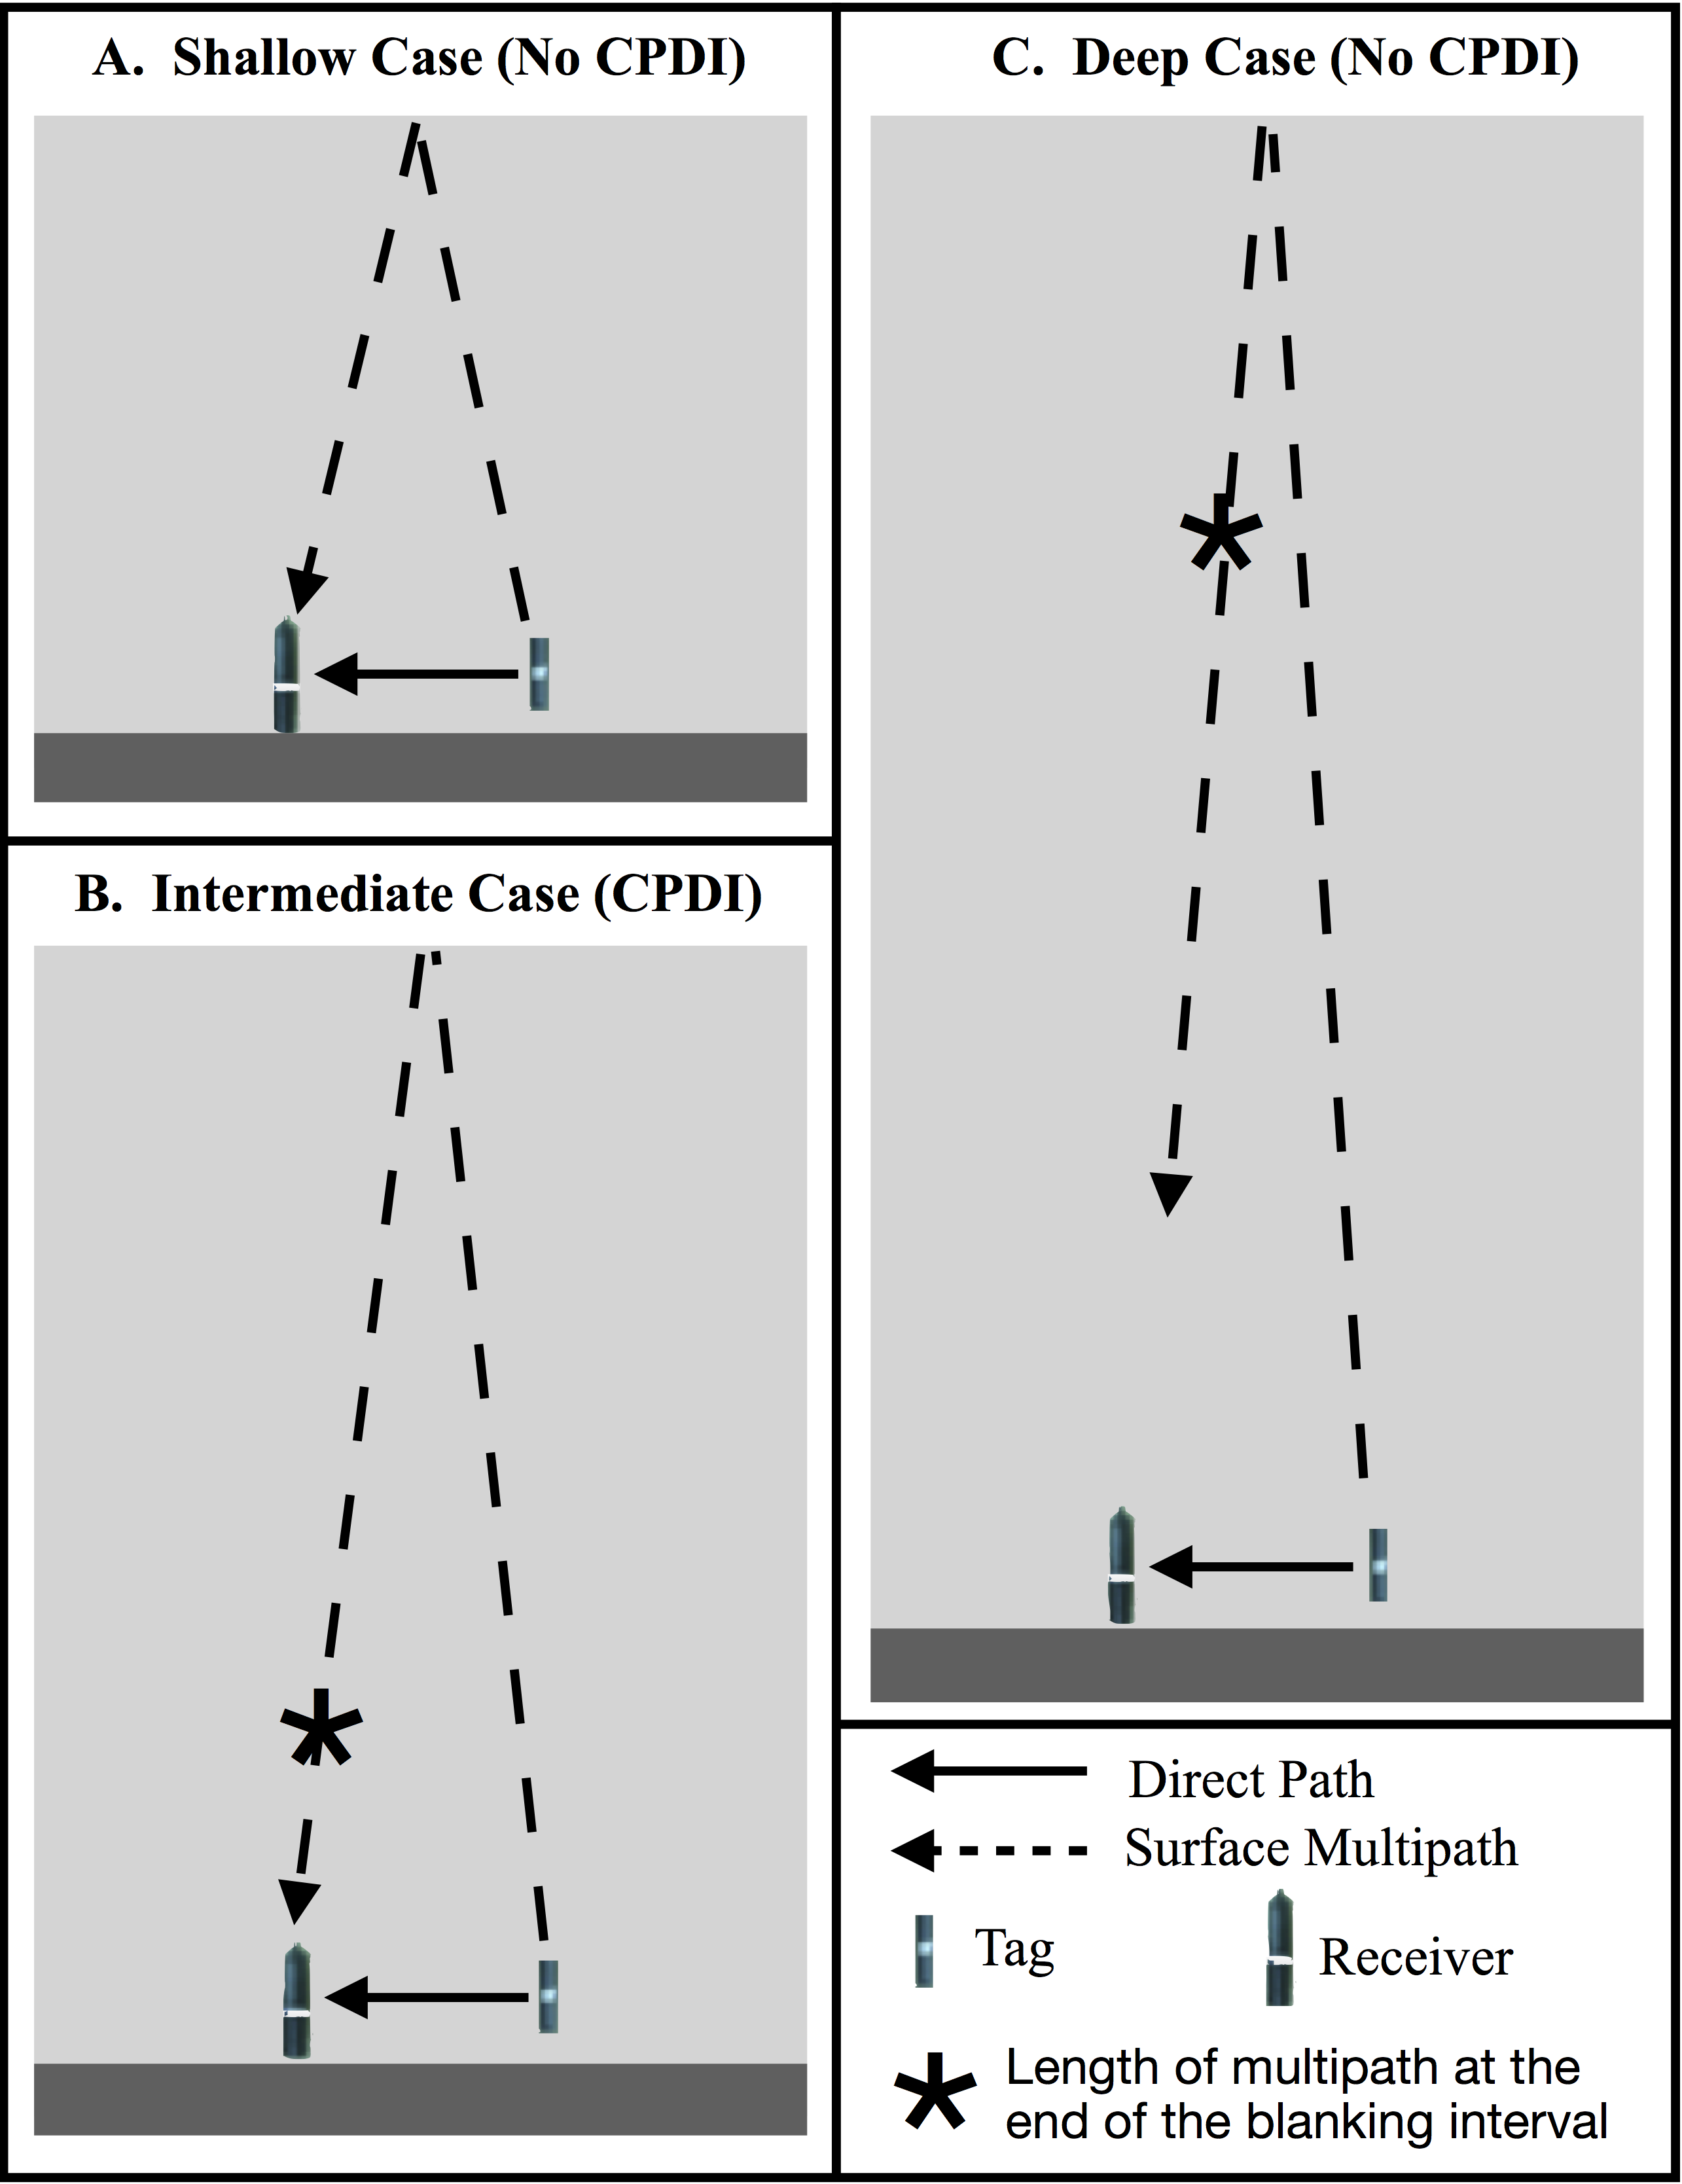 A. Shallow Case (No CPDI)
B. Intermediate Case (CPDI)
C. Deep Case (No CPDI)
Direct Path
Surface Multipath
Tag
Receiver
Length of multipath at the
end of the blanking interval